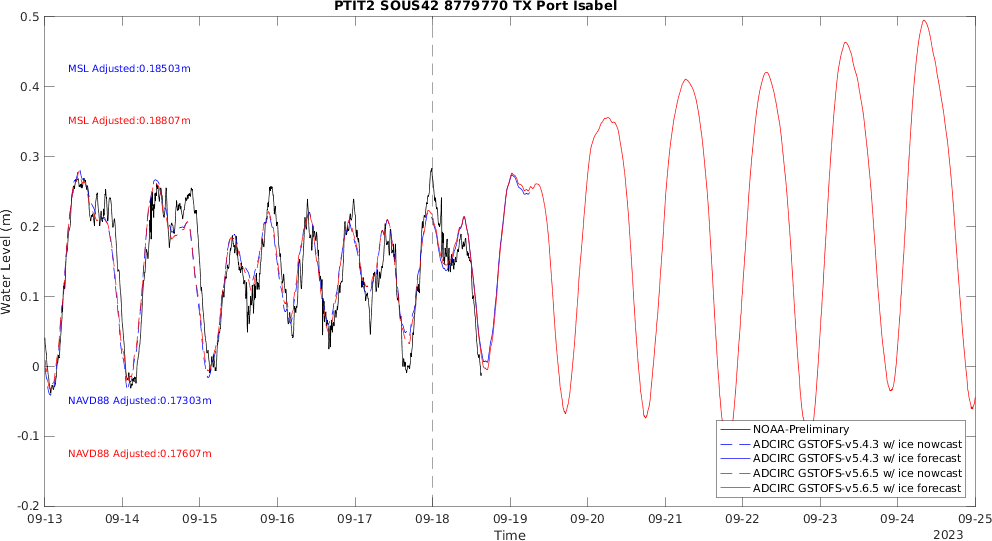 PTIT2 SOUS42 8779770 TX Port Isabel
0.5
0.4
0.3
0.2
0.1
0
-0.1
-0.2
Water Level (m)
MSL Adjusted:0.18503m
MSL Adjusted:0.18807m
NAVD88 Adjusted:0.17303m
NAVD88 Adjusted:0.17607m
NOAA-Preliminary
ADCIRC GSTOFS-v5.4.3 w/ ice nowcast
ADCIRC GSTOFS-v5.4.3 w/ ice forecast
ADCIRC GSTOFS-v5.6.5 w/ ice nowcast
ADCIRC GSTOFS-v5.6.5 w/ ice forecast
09-13 09-14 09-15 09-16 09-17 09-18 09-19 09-20 09-21 09-22 09-23 09-24 09-25
Time
2023